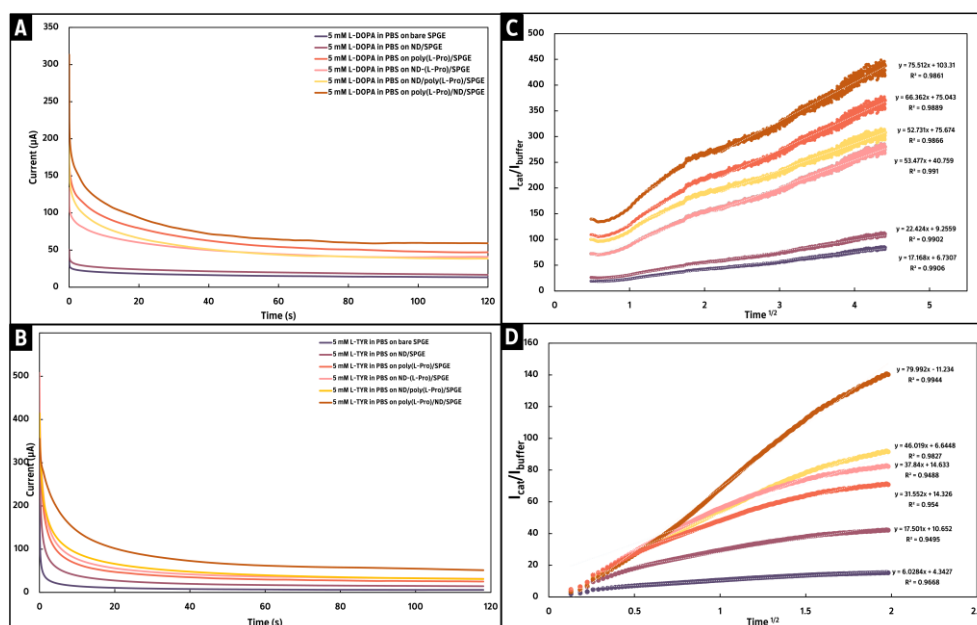 A
350
300
250
200
150
100
50
0
0
20
40
60
80
100
120
Current (µA)
Time (s)
5 mM L-DOPA in PBS on bare SPGE
5 mM L-DOPA in PBS on ND/SPGE
5 mM L-DOPA in PBS on poly(L-Pro)/SPGE
5 mM L-DOPA in PBS on ND-(L-Pro)/SPGE
5 mM L-DOPA in PBS on ND/poly(L-Pro)/SPGE
5 mM L-DOPA in PBS on poly(L-Pro)/ND/SPGE
C
500
450
400
350
300
250
200
150
100
50
0
0
1
2
3
4
5
Icat/Ibuffer
Time 1/2
y = 75.512x + 103.31
R² = 0.9861
y = 66.362x + 75.043
R² = 0.9889
y = 52.731x + 75.674
R² = 0.9866
y = 53.477x + 40.759
R² = 0.991
y = 22.424x + 9.2559
R² = 0.9902
y = 17.168x + 6.7307
R² = 0.9906
B
500
400
300
200
100
0
0
20
40
60
80
100
120
Current (µA)
Time (s)
5 mM L-TYR in PBS on bare SPGE
5 mM L-TYR in PBS on ND/SPGE
5 mM L-TYR in PBS on poly(L-Pro)/SPGE
5 mM L-TYR in PBS on ND-(L-Pro)/SPGE
5 mM L-TYR in PBS on ND/poly(L-Pro)/SPGE
5 mM L-TYR in PBS on poly(L-Pro)/ND/SPGE
D
160
140
120
100
80
60
40
20
0
0
0.5
1
1.5
2
2.
Icat/Ibuffer
Time 1/2
y = 79.992x - 11.234
R² = 0.9944
y = 46.019x + 6.6448
R² = 0.9827
y = 37.84x + 14.633
R² = 0.9488
y = 31.552x + 14.326
R² = 0.954
y = 17.501x + 10.652
R² = 0.9495
y = 6.0284x + 4.3427
R² = 0.9668